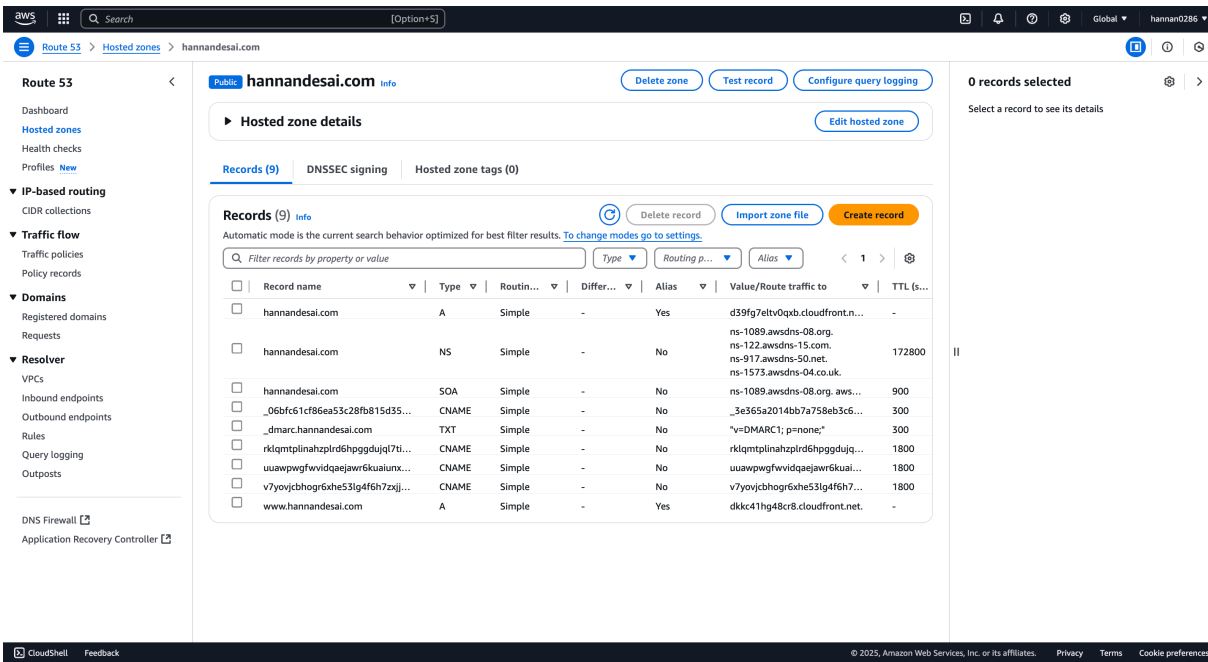 aws
Search [Option+S]
Global ▼
hannan0286 ▼
Route 53 > Hosted zones > hannandesai.com
Route 53
Dashboard
Hosted zones
Health checks
Profiles New
▼ IP-based routing
CIDR collections
▼ Traffic flow
Traffic policies
Policy records
▼ Domains
Registered domains
Requests
▼ Resolver
VPCs
Inbound endpoints
Outbound endpoints
Rules
Query logging
Outposts
DNS Firewall
Application Recovery Controller
Public hannandesai.com Info
Delete zone
Test record
Configure query logging
▶ Hosted zone details
Edit hosted zone
Records (9)
DNSSEC signing
Hosted zone tags (0)
Records (9) Info
Delete record
Import zone file
Create record
Automatic mode is the current search behavior optimized for best filter results. To change modes go to settings.
Filter records by property or value
Type ▼
Routing p... ▼
Alias ▼
< 1 >
Record name Type Routin... Differ... Alias Value/Route traffic to TTL (s...
hannandesai.com A Simple - Yes d39fg7eltv0qxb.cloudfront.n... -
hannandesai.com NS Simple - No ns-1089.awsdns-08.org.
ns-122.awsdns-15.com.
ns-917.awsdns-50.net.
ns-1573.awsdns-04.co.uk.
172800
hannandesai.com SOA Simple - No ns-1089.awsdns-08.org. aws... 900
_06bfc61cf86ea53c28fb815d35... CNAME Simple - No _3e365a2014bb7a758eb3c6... 300
_dmarc.hannandesai.com TXT Simple - No "v=DMARC1; p=none;" 300
rklqmtplinahzplrd6hpggdujql7ti... CNAME Simple - No rklqmtplinahzplrd6hpggdujq... 1800
uuawpwgfwvidqaejawr6kuaiunx... CNAME Simple - No uuawpwgfwvidqaejawr6kuai... 1800
v7yovjcbhogr6xhe53lg4f6h7zxjj... CNAME Simple - No v7yovjcbhogr6xhe53lg4f6h7... 1800
www.hannandesai.com A Simple - Yes dkkc41hg48cr8.cloudfront.net. -
0 records selected
Select a record to see its details
CloudShell
Feedback
© 2025, Amazon Web Services, Inc. or its affiliates.
Privacy
Terms
Cookie preferences